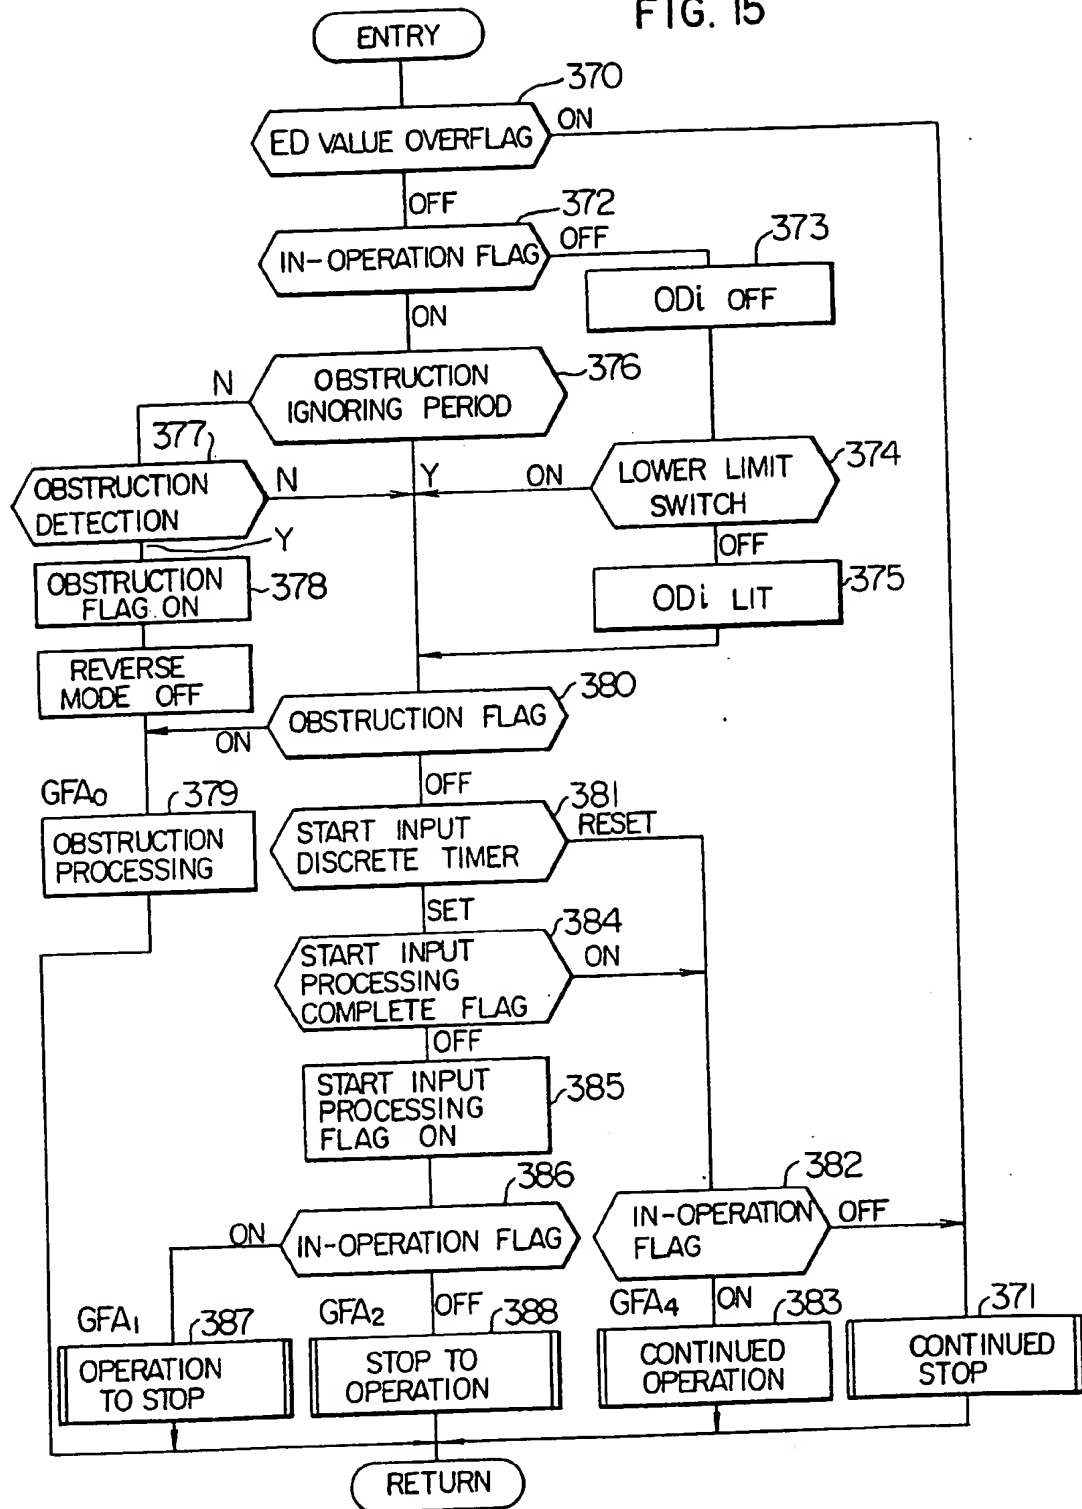 FIG. 15
ENTRY
370
ED VALUE OVERFLAG
ON
OFF
372
IN-OPERATION FLAG
OFF
373
ODi OFF
ON
376
OBSTRUCTION
IGNORING PERIOD
N
377
OBSTRUCTION
DETECTION
N
Y
ON
LOWER LIMIT
SWITCH
374
Y
OFF
OBSTRUCTION
FLAG ON
378
ODi LIT
375
REVERSE
MODE OFF
380
OBSTRUCTION FLAG
ON
OFF
GFA0
379
OBSTRUCTION
PROCESSING
381
START INPUT
DISCRETE TIMER
RESET
SET
384
START INPUT
PROCESSING
COMPLETE FLAG
ON
OFF
START INPUT
PROCESSING
FLAG ON
385
386
IN-OPERATION FLAG
ON
OFF
382
IN-OPERATION
FLAG
OFF
ON
GFA1
387
OPERATION
TO STOP
GFA2
388
STOP TO
OPERATION
GFA4
383
CONTINUED
OPERATION
371
CONTINUED
STOP
RETURN